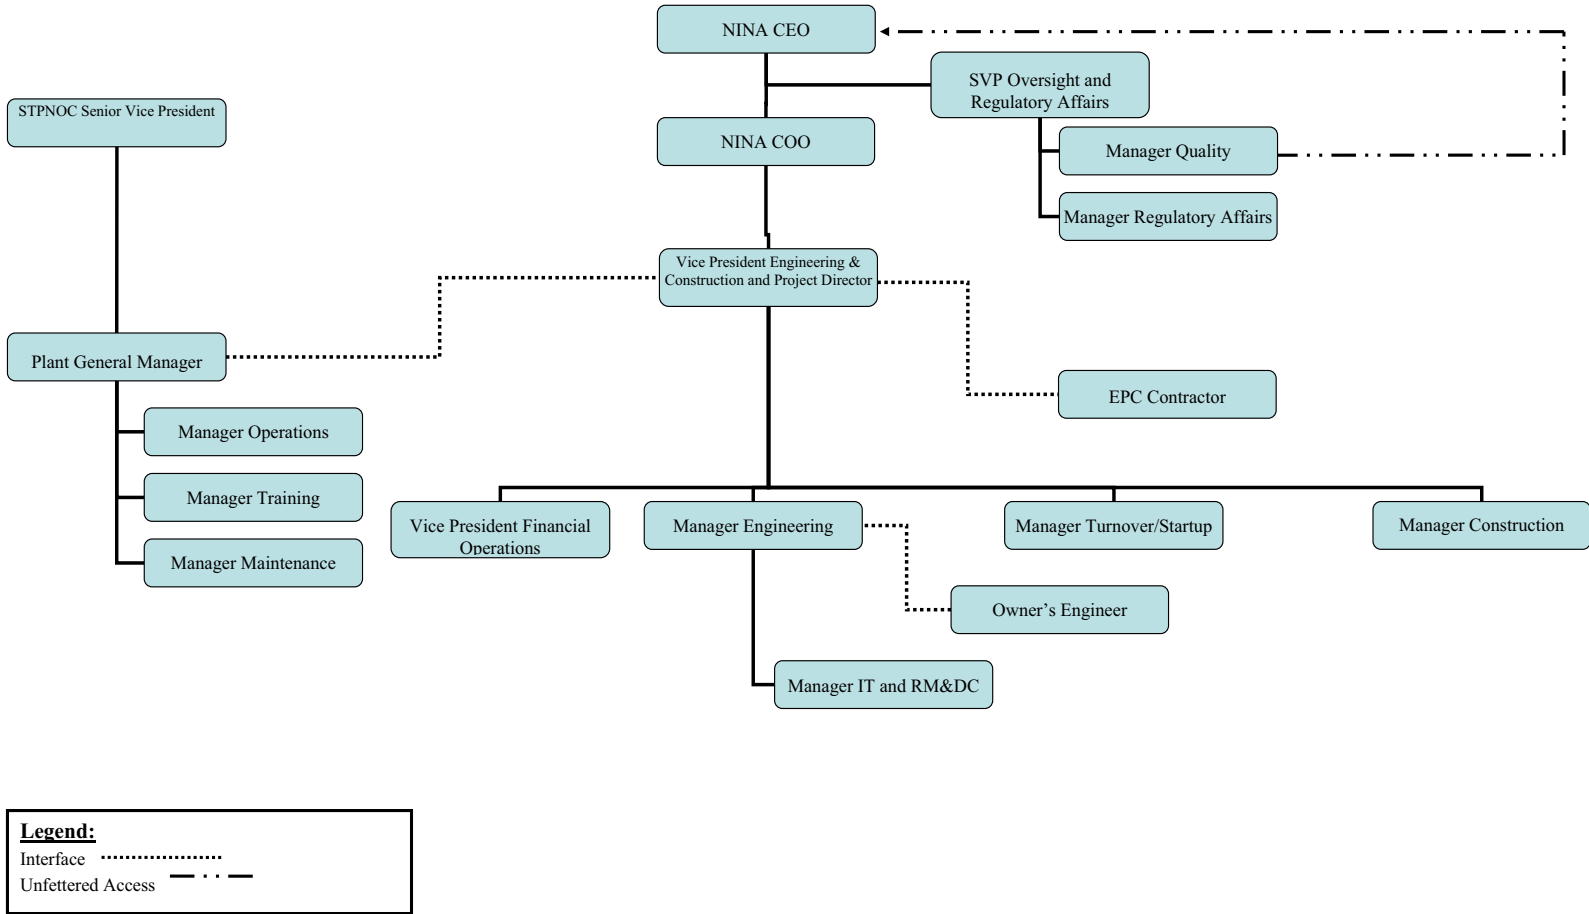 NINA CEO
SVP Oversight and
Regulatory Affairs
STPNOC Senior Vice President
NINA COO
Manager Quality
Manager Regulatory Affairs
Vice President Engineering &
Construction and Project Director
Plant General Manager
EPC Contractor
Manager Operations
Manager Training
Manager Maintenance
Vice President Financial
Operations
Manager Engineering
Manager Turnover/Startup
Manager Construction
Owner’s Engineer
Manager IT and RM&DC
Legend:
Interface
Unfettered Access